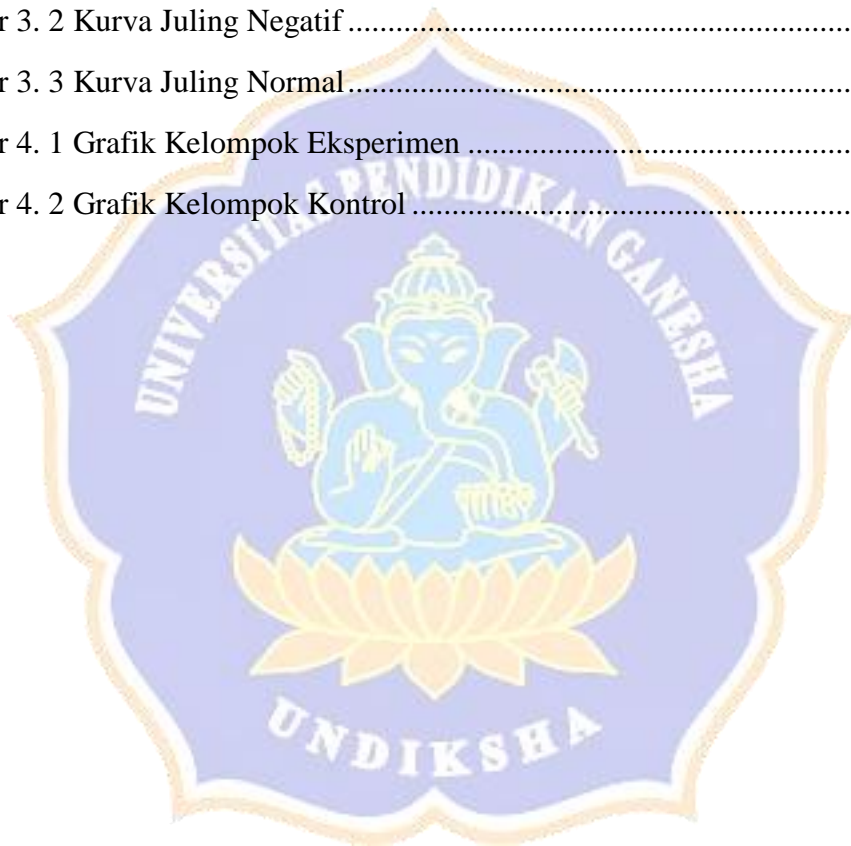 r 3. 2 Kurva Juling Negatif ........................................................................
r 3. 3 Kurva Juling Normal........................................................................
r 4. 1 Grafik Kelompok Eksperimen ......................................................
r 4. 2 Grafik Kelompok Kontrol..............................................................
UNIVERSITAS PENDIDIKAN GANESHA
UNDIKSHA